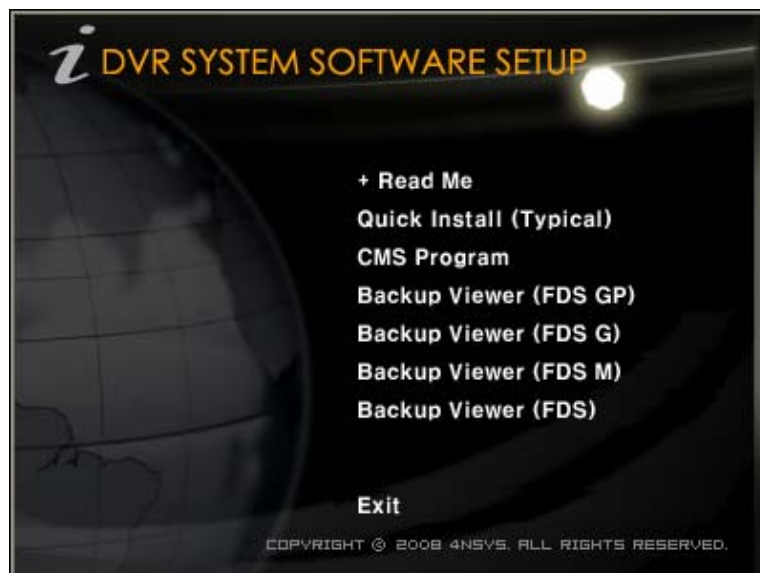 i DVR SYSTEM SOFTWARE SETUP
+ Read Me
Quick Install (Typical)
CMS Program
Backup Viewer (FDS GP)
Backup Viewer (FDS G)
Backup Viewer (FDS M)
Backup Viewer (FDS)
Exit
COPYRIGHT © 2008 4NSYS. ALL RIGHTS RESERVED.